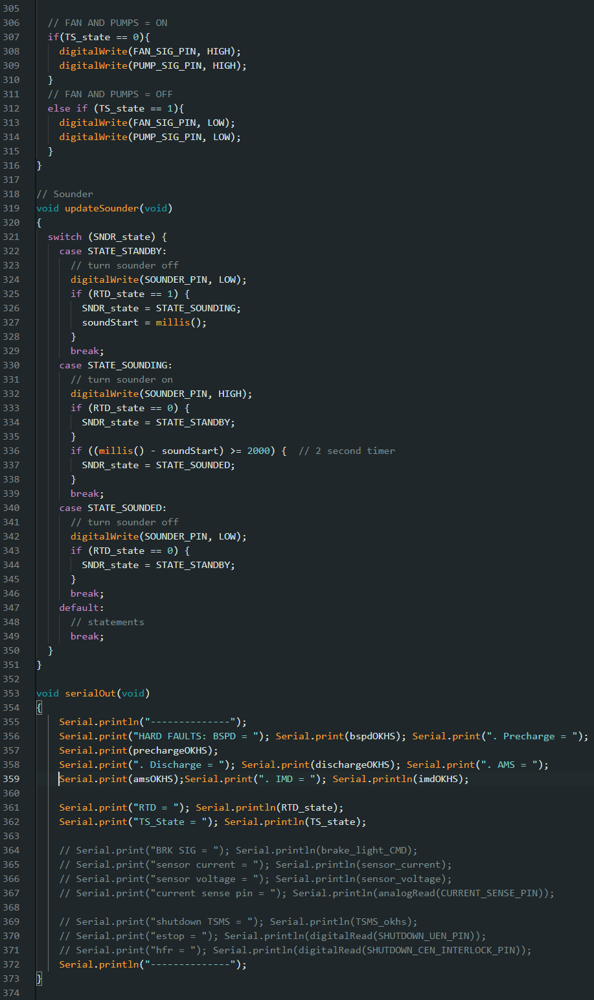 305
306   // FAN AND PUMPS = ON
307   if(TS_state == 0){
308     digitalWrite(FAN_SIG_PIN, HIGH);
309     digitalWrite(PUMP_SIG_PIN, HIGH);
310   }
311   // FAN AND PUMPS = OFF
312   else if (TS_state == 1){
313     digitalWrite(FAN_SIG_PIN, LOW);
314     digitalWrite(PUMP_SIG_PIN, LOW);
315   }
316 }
317
318 // Sounder
319 void updateSounder(void)
320 {
321   switch (SNDR_state) {
322     case STATE_STANDBY:
323       // turn sounder off
324       digitalWrite(SOUNDER_PIN, LOW);
325       if (RTD_state == 1) {
326         SNDR_state = STATE_SOUNDING;
327         soundStart = millis();
328       }
329       break;
330     case STATE_SOUNDING:
331       // turn sounder on
332       digitalWrite(SOUNDER_PIN, HIGH);
333       if (RTD_state == 0) {
334         SNDR_state = STATE_STANDBY;
335       }
336       if ((millis() - soundStart) >= 2000) {  // 2 second timer
337         SNDR_state = STATE_SOUNDED;
338       }
339       break;
340     case STATE_SOUNDED:
341       // turn sounder off
342       digitalWrite(SOUNDER_PIN, LOW);
343       if (RTD_state == 0) {
344         SNDR_state = STATE_STANDBY;
345       }
346       break;
347     default:
348       // statements
349       break;
350   }
351 }
352
353 void serialOut(void)
354 {
355     Serial.println("--------------");
356     Serial.print("HARD FAULTS: BSPD = "); Serial.print(bspdOKHS); Serial.print(". Precharge = ");
357     Serial.print(prechargeOKHS);
358     Serial.print(". Discharge = "); Serial.print(dischargeOKHS); Serial.print(". AMS = ");
359     Serial.print(amsOKHS);Serial.print(". IMD = "); Serial.println(imdOKHS);
360
361     Serial.print("RTD = "); Serial.println(RTD_state);
362     Serial.print("TS_State = "); Serial.println(TS_state);
363
364     // Serial.print("BRK SIG = "); Serial.println(brake_light_CMD);
365     // Serial.print("sensor current = "); Serial.println(sensor_current);
366     // Serial.print("sensor voltage = "); Serial.println(sensor_voltage);
367     // Serial.print("current sense pin = "); Serial.println(analogRead(CURRENT_SENSE_PIN));
368
369     // Serial.print("shutdown TSMS = "); Serial.println(TSMS_okhs);
370     // Serial.print("estop = "); Serial.println(digitalRead(SHUTDOWN_UEN_PIN));
371     // Serial.print("hfr = "); Serial.println(digitalRead(SHUTDOWN_CEN_INTERLOCK_PIN));
372     Serial.println("--------------");
373 }
374